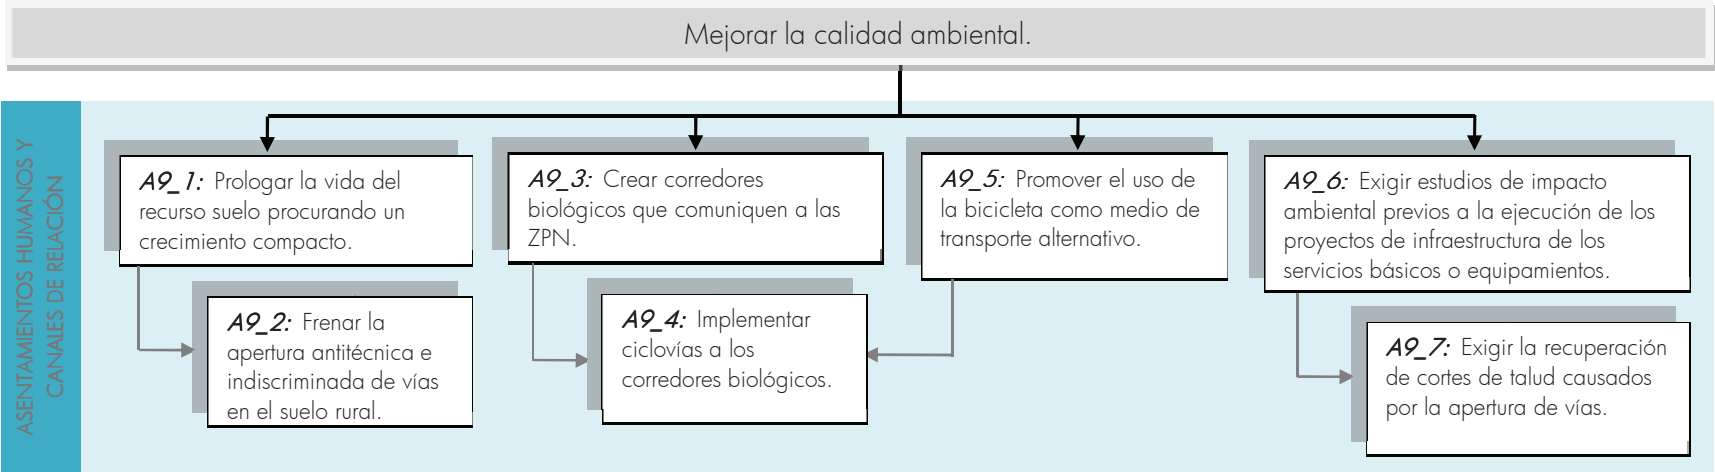 Mejorar la calidad ambiental.
ASENTAMIENTOS HUMANOS Y
CANALES DE RELACIÓN
A9_1: Prologar la vida del
recurso suelo procurando un
crecimiento compacto.
A9_2: Frenar la
apertura antitécnica e
indiscriminada de vías
en el suelo rural.
A9_3: Crear corredores
biológicos que comuniquen a las
ZPN.
A9_4: Implementar
ciclovías a los
corredores biológicos.
A9_5: Promover el uso de
la bicicleta como medio de
transporte alternativo.
A9_6: Exigir estudios de impacto
ambiental previos a la ejecución de los
proyectos de infraestructura de los
servicios básicos o equipamientos.
A9_7: Exigir la recuperación
de cortes de talud causados
por la apertura de vías.